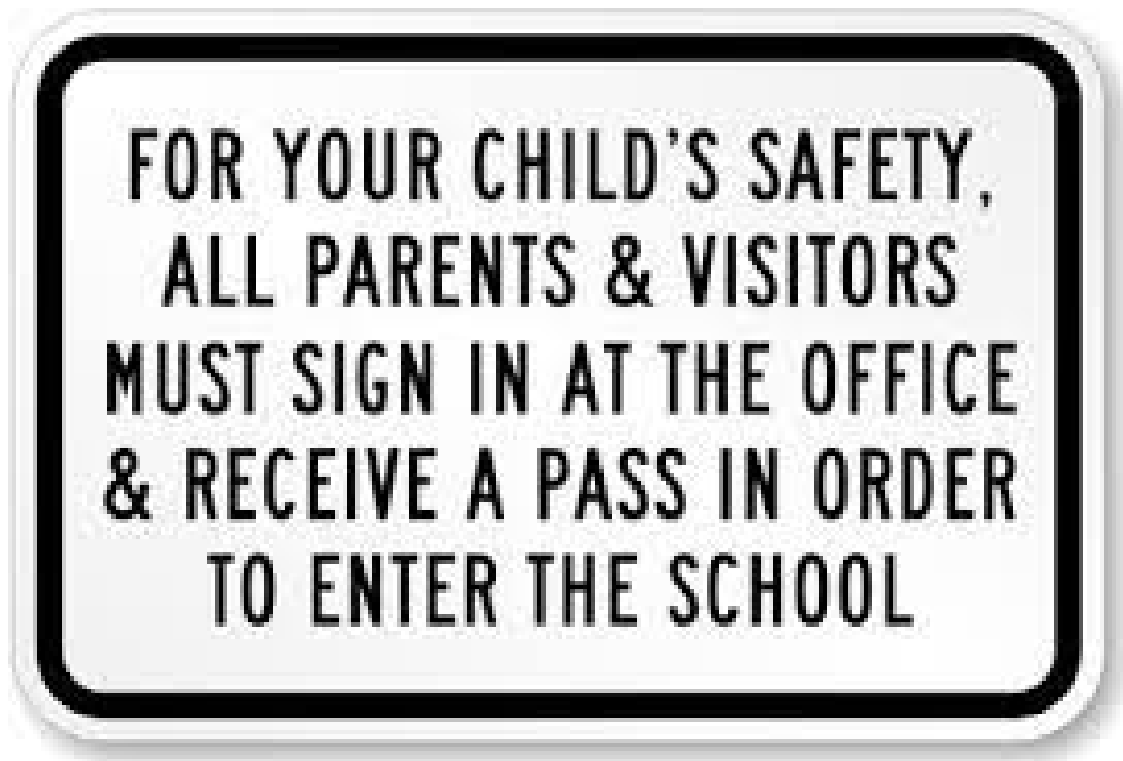 FOR YOUR CHILD'S SAFETY,
ALL PARENTS & VISITORS
MUST SIGN IN AT THE OFFICE
& RECEIVE A PASS IN ORDER
TO ENTER THE SCHOOL